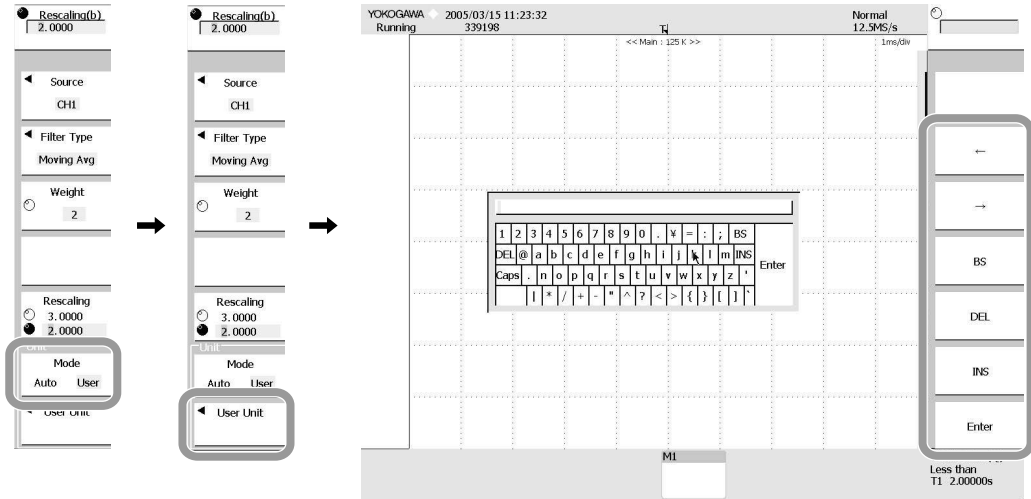 Rescaling(b)
2.0000
Source
CH1
Filter Type
Moving Avg
Weight
2
Rescaling
3.0000
2.0000
Unit
Mode
Auto User
User Unit
Rescaling(b)
2.0000
Source
CH1
Filter Type
Moving Avg
Weight
2
Rescaling
3.0000
2.0000
Unit
Mode
Auto User
User Unit
YOKOGAWA 2005/03/15 11:23:32
Running 339198
Normal
12.5MS/s
<< Main : 125 K >>
1ms/div
1 2 3 4 5 6 7 8 9 0 . ¥ = : ; BS
DEL @ a b c d e f g h i j k l m INS
Caps . n o p q r s t u v w x y z '
| * / + - " ^ ? < > { } [ ] `
Enter
M1
←
→
BS
DEL
INS
Enter
Less than
T1 2.00000s